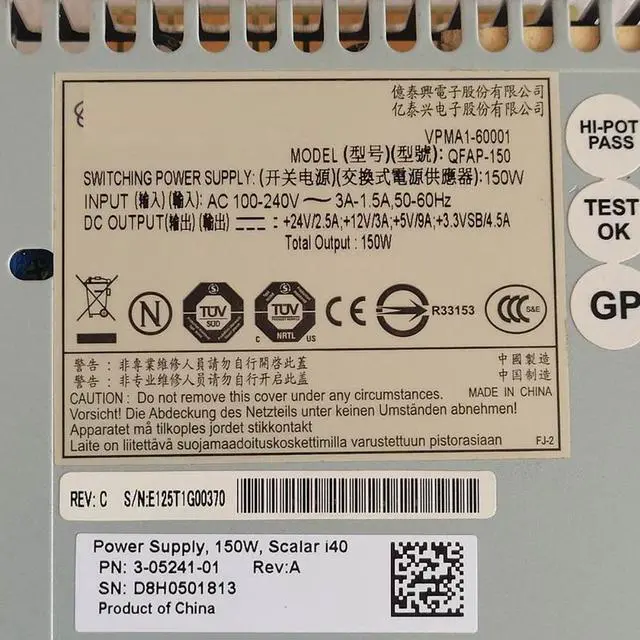 億泰興電子股份有限公司
亿泰兴电子股份有限公司
VPMA1-60001
MODEL (型号)(型號): QFAP-150
SWITCHING POWER SUPPLY: (开关电源)(交換式電源供應器): 150W
INPUT (输入)(輸入): AC 100-240V ~ 3A-1.5A,50-60Hz
DC OUTPUT(输出)(輸出) ⎓ : +24V/2.5A;+12V/3A;+5V/9A;+3.3VSB/4.5A
Total Output : 150W
HI-POT
PASS
TEST
OK
GP
N
TUV
SUD
TUV
PRODUCT SERVICE
C NRTL US
CE
R33153
CCC S&E
警告 : 非專業維修人員請勿自行開啓此蓋
警告 : 非专业维修人员请勿自行开启此盖
中國製造
中国制造
CAUTION : Do not remove this cover under any circumstances.
MADE IN CHINA
Vorsicht! Die Abdeckung des Netzteils unter keinen Umständen abnehmen!
Apparatet må tilkoples jordet stikkontakt
Laite on liitettävä suojamaadoituskoskettimilla varustettuun pistorasiaan
FJ-2
REV: C S/N:E125T1G00370
Power Supply, 150W, Scalar i40
PN: 3-05241-01 Rev:A
SN: D8H0501813
Product of China